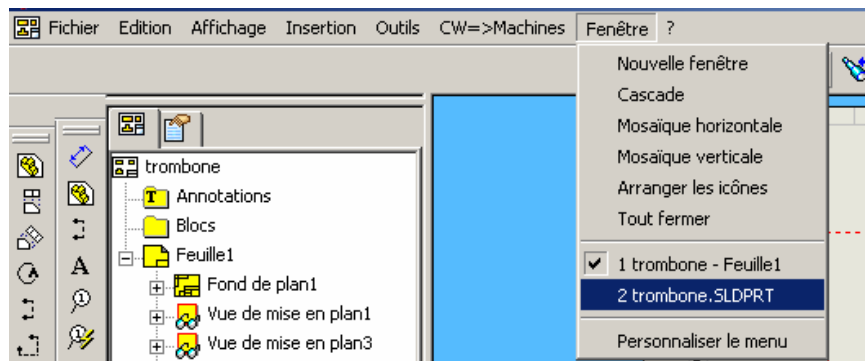 Fichier Edition Affichage Insertion Outils CW=>Machines Fenêtre ?
Nouvelle fenêtre
Cascade
Mosaïque horizontale
Mosaïque verticale
Arranger les icônes
Tout fermer
1 trombone - Feuille1
2 trombone.SLDPRT
Personnaliser le menu
trombone
T Annotations
Blocs
Feuille1
Fond de plan1
Vue de mise en plan1
Vue de mise en plan3
A